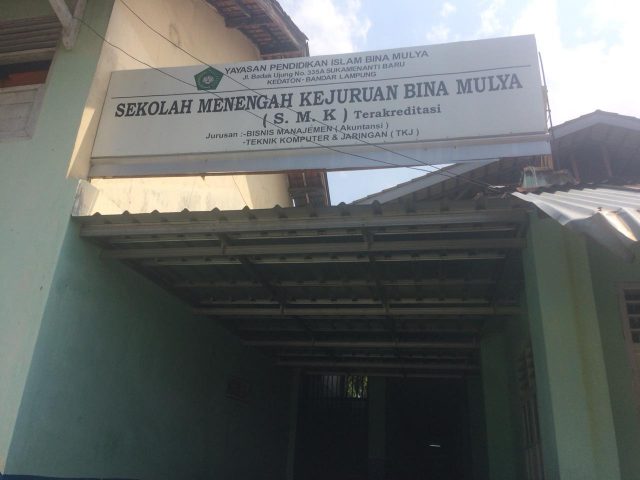 YAYASAN PENDIDIKAN ISLAM BINA MULYA
Jl. Badak Ujung No. 335A SUKAMENANTI BARU
KEDATON- BANDAR LAMPUNG
SEKOLAH MENENGAH KEJURUAN BINA MULYA
( S. M. K ) Terakreditasi
Jurusan :-BISNIS MANAJEMEN ( Akuntansi )
-TEKNIK KOMPUTER & JARINGAN ( TKJ )